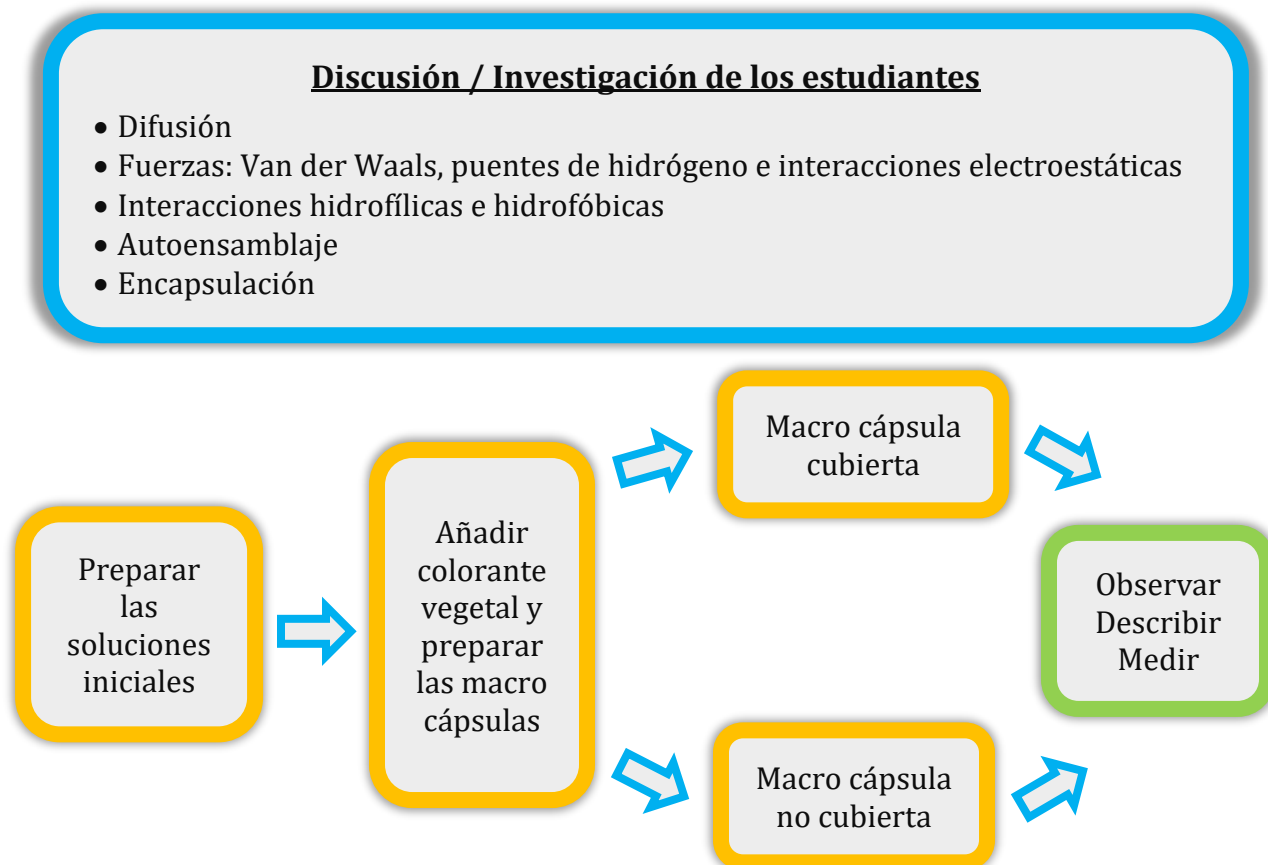 Discusión / Investigación de los estudiantes
• Difusión
• Fuerzas: Van der Waals, puentes de hidrógeno e interacciones electroestáticas
• Interacciones hidrofílicas e hidrofóbicas
• Autoensamblaje
• Encapsulación
Preparar
las
soluciones
iniciales
Añadir
colorante
vegetal y
preparar
las macro
cápsulas
Macro cápsula
cubierta
Macro cápsula
no cubierta
Observar
Describir
Medir